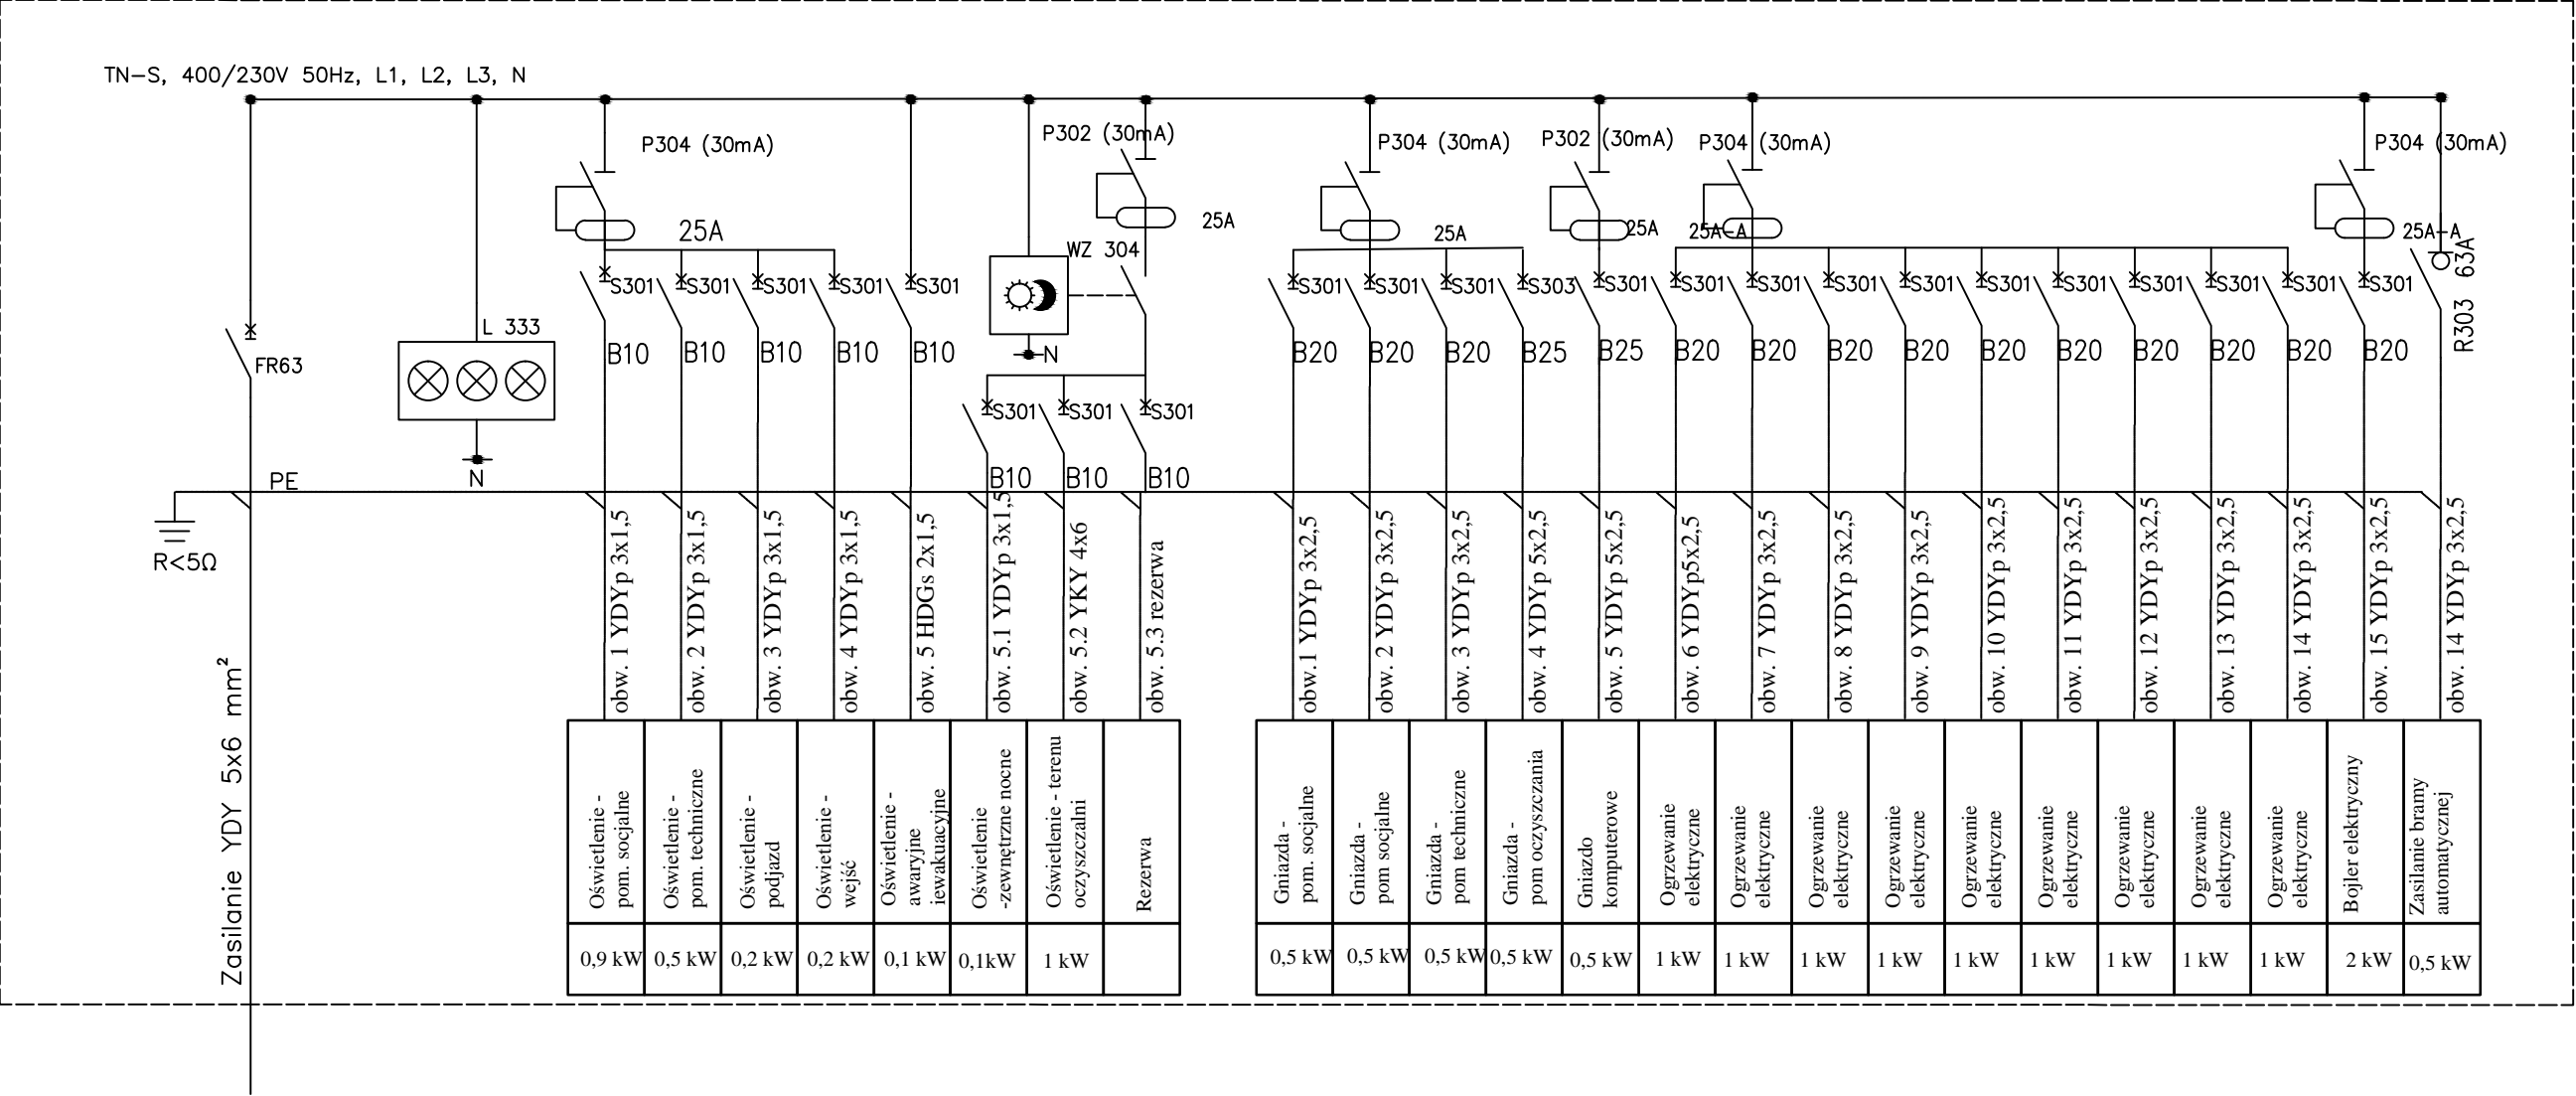 TN-S, 400/230V 50Hz, L1, L2, L3, N
P304 (30mA)
P302 (30mA)
P304 (30mA)
P302 (30mA)
P304 (30mA)
P304 (30mA)
25A
25A
25A
25A
25A-A
25A-A
WZ 304
R303 63A
S301
S301
S301
S301
S301
S301
S301
S301
S303
S301
S301
S301
S301
S301
S301
S301
S301
S301
S301
S301
L 333
FR63
B10
B10
B10
B10
B10
N
B20
B20
B20
B25
B25
B20
B20
B20
B20
B20
B20
B20
B20
B20
B20
S301
S301
S301
B10
B10
B10
N
PE
R<5Ω
Zasilanie YDY 5x6 mm²
obw. 1 YDYp 3x1,5
obw. 2 YDYp 3x1,5
obw. 3 YDYp 3x1,5
obw. 4 YDYp 3x1,5
obw. 5 HDGs 2x1,5
obw. 5.1 YDYp 3x1,5
obw. 5.2 YKY 4x6
obw. 5.3 rezerwa
obw.1 YDYp 3x2,5
obw. 2 YDYp 3x2,5
obw. 3 YDYp 3x2,5
obw. 4 YDYp 5x2,5
obw. 5 YDYp 5x2,5
obw. 6 YDYp5x2,5
obw. 7 YDYp 3x2,5
obw. 8 YDYp 3x2,5
obw. 9 YDYp 3x2,5
obw. 10 YDYp 3x2,5
obw. 11 YDYp 3x2,5
obw. 12 YDYp 3x2,5
obw. 13 YDYp 3x2,5
obw. 14 YDYp 3x2,5
obw. 15 YDYp 3x2,5
obw. 14 YDYp 3x2,5
Oświetlenie -
pom. socjalne
Oświetlenie -
pom. techniczne
Oświetlenie -
podjazd
Oświetlenie -
wejść
Oświetlenie -
awaryjne
iewakuacyjne
Oświetlenie
-zewnętrzne nocne
Oświetlenie - terenu
oczyszczalni
Rezerwa
Gniazda -
pom. socjalne
Gniazda -
pom socjalne
Gniazda -
pom techniczne
Gniazda -
pom oczyszczania
Gniazdo
komputerowe
Ogrzewanie
elektryczne
Ogrzewanie
elektryczne
Ogrzewanie
elektryczne
Ogrzewanie
elektryczne
Ogrzewanie
elektryczne
Ogrzewanie
elektryczne
Ogrzewanie
elektryczne
Ogrzewanie
elektryczne
Ogrzewanie
elektryczne
Bojler elektryczny
Zasilanie bramy
automatycznej
0,9 kW
0,5 kW
0,2 kW
0,2 kW
0,1 kW
0,1kW
1 kW
0,5 kW
0,5 kW
0,5 kW
0,5 kW
0,5 kW
1 kW
1 kW
1 kW
1 kW
1 kW
1 kW
1 kW
1 kW
1 kW
2 kW
0,5 kW